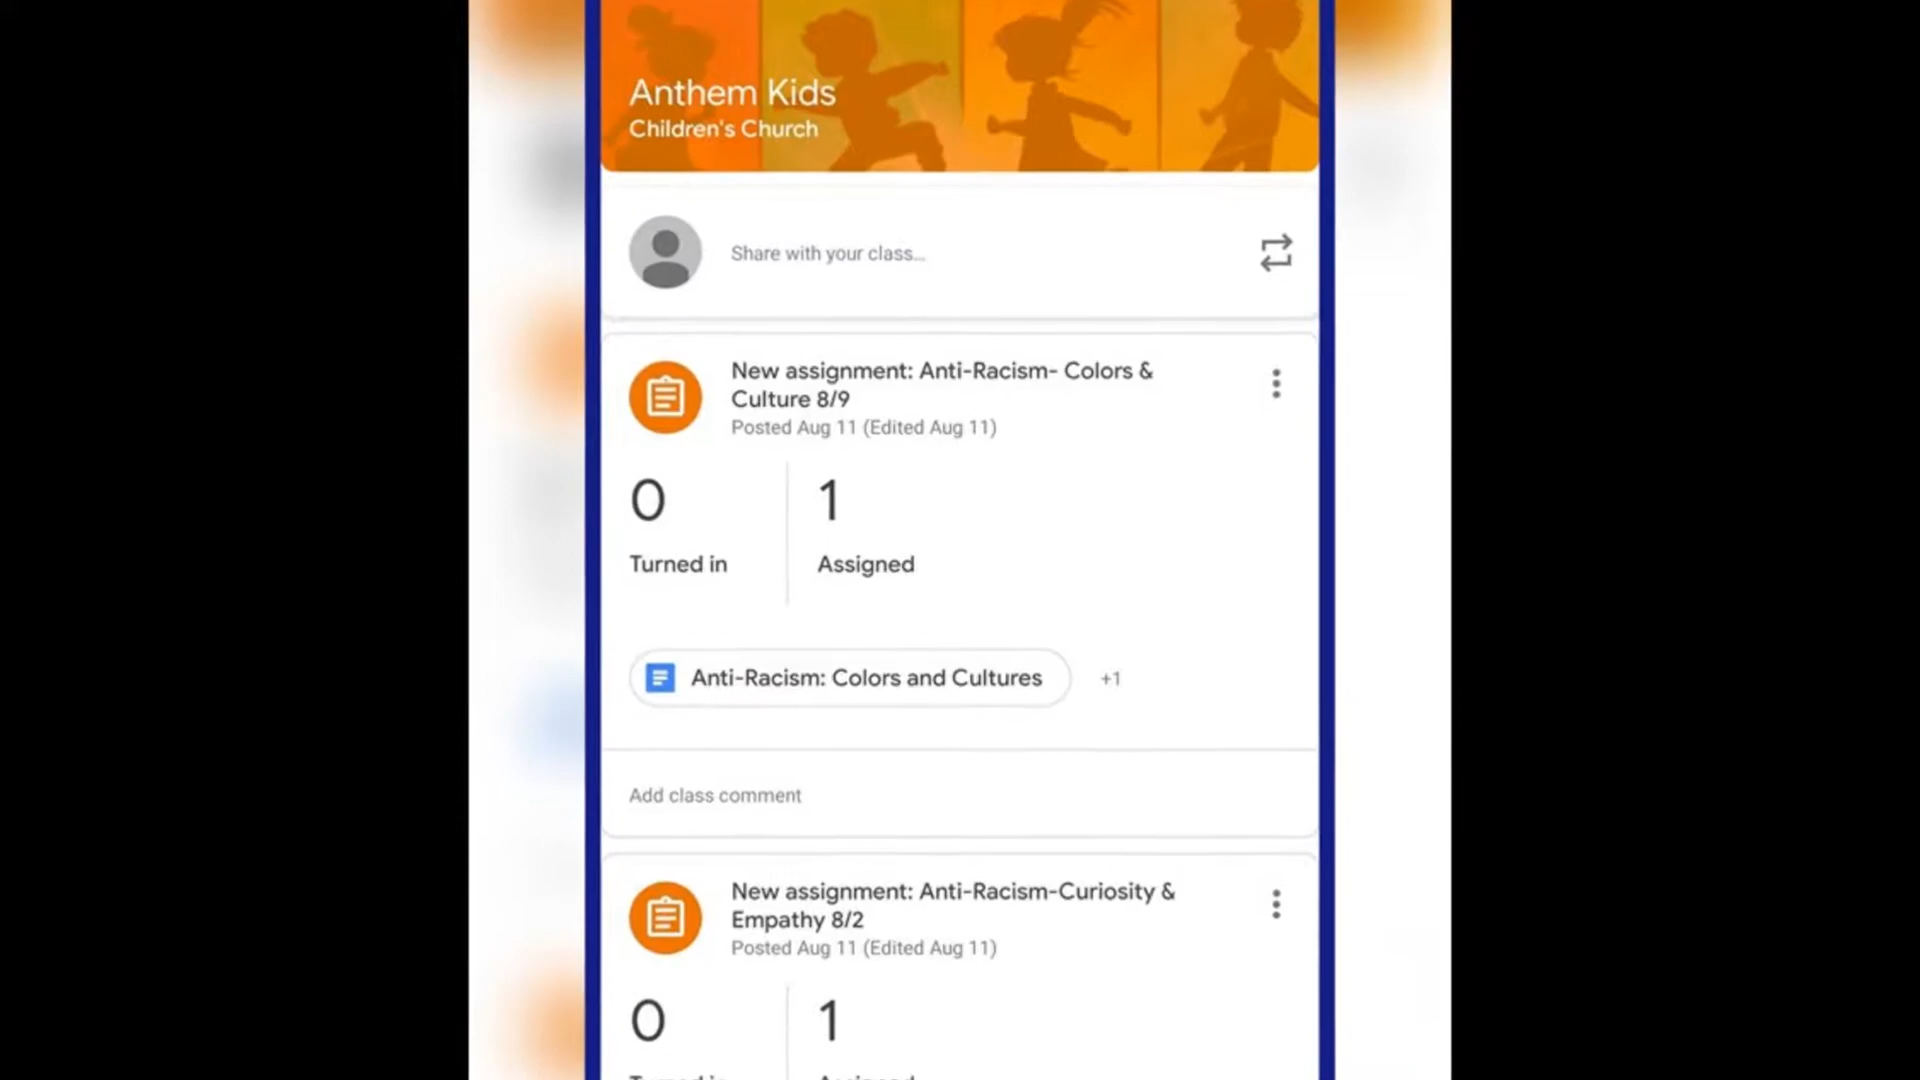 Anthem Kids
Children's Church
Share with your class...
New assignment: Anti-Racism- Colors &
Culture 8/9
Posted Aug 11 (Edited Aug 11)
0 1
Turned in Assigned
Anti-Racism: Colors and Cultures +1
Add class comment
New assignment: Anti-Racism-Curiosity &
Empathy 8/2
Posted Aug 11 (Edited Aug 11)
0 1